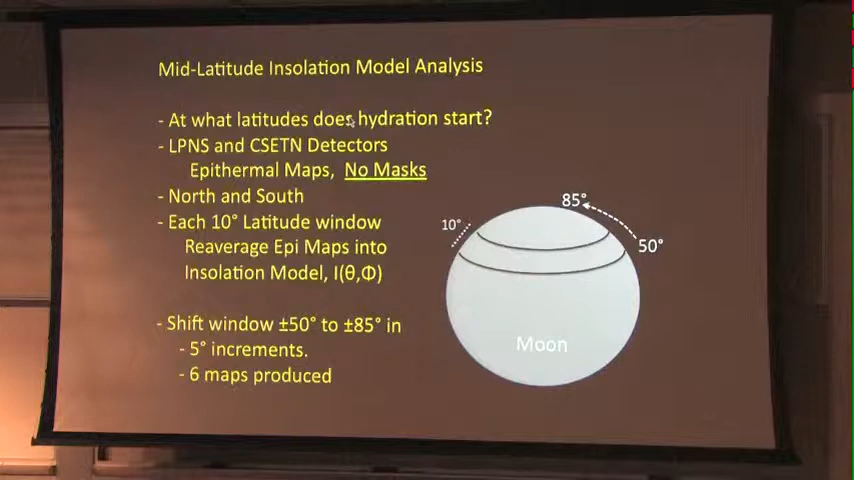 Mid-Latitude Insolation Model Analysis
- At what latitudes does hydration start?
- LPNS and CSETN Detectors
Epithermal Maps, No Masks
- North and South
- Each 10° Latitude window
Reaverage Epi Maps into
Insolation Model, I(θ,Φ)
- Shift window ±50° to ±85° in
- 5° increments.
- 6 maps produced
85°
10°
50°
Moon